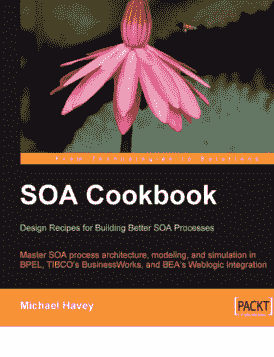 From Technologies to Solutions
SOA Cookbook
Design Recipes for Building Better SOA Processes
Master SOA process architecture, modeling, and simulation in
BPEL, TIBCO's BusinessWorks, and BEA's Weblogic Integration
Michael Havey
PACKT